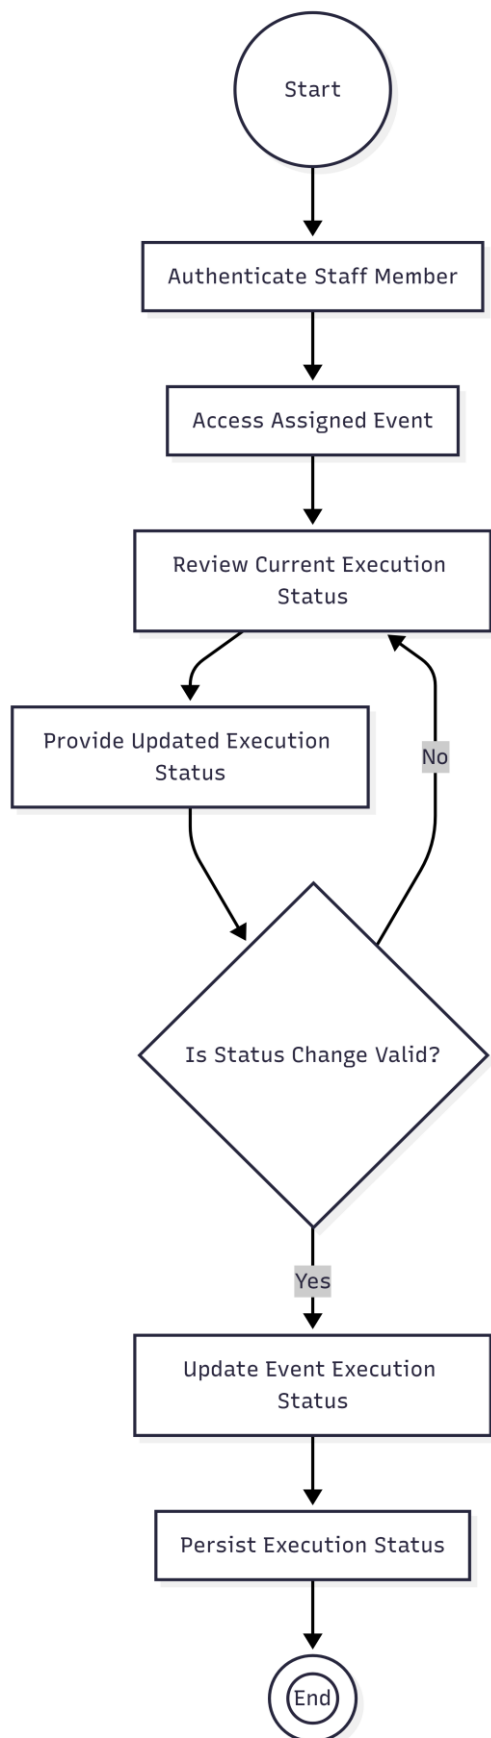 Start
Authenticate Staff Member
Access Assigned Event
Review Current Execution
Status
Provide Updated Execution
Status
No
Is Status Change Valid?
Yes
Update Event Execution
Status
Persist Execution Status
End